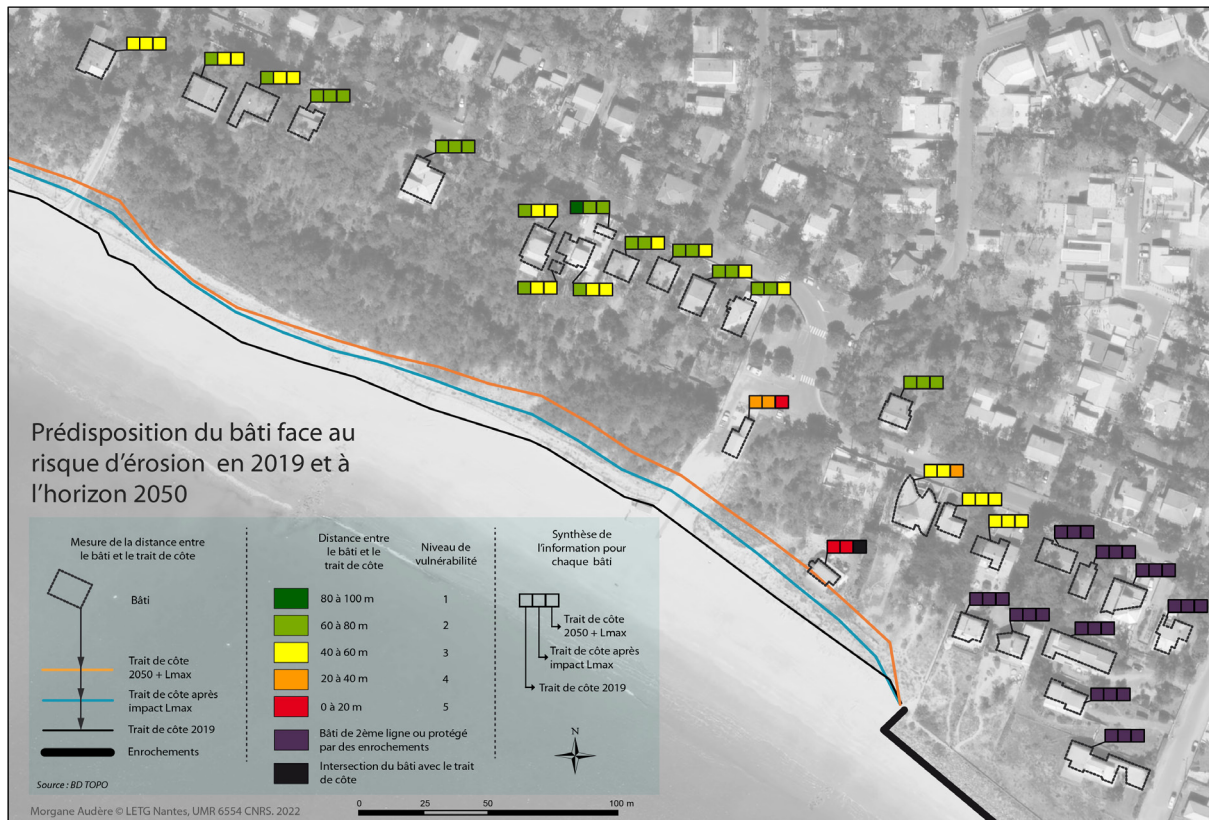 Prédisposition du bâti face au
risque d'érosion en 2019 et à
l'horizon 2050
Mesure de la distance entre
le bâti et le trait de côte
Bâti
Trait de côte
2050 + Lmax
Trait de côte après
impact Lmax
Trait de côte 2019
Enrochements
Source : BD TOPO
Distance entre
le bâti et le
trait de côte
Niveau de
vulnérabilité
80 à 100 m 1
60 à 80 m 2
40 à 60 m 3
20 à 40 m 4
0 à 20 m 5
Bâti de 2ème ligne ou protégé
par des enrochements
Intersection du bâti avec le trait
de côte
Synthèse de
l'information pour
chaque bâti
Trait de côte
2050 + Lmax
Trait de côte après
impact Lmax
Trait de côte 2019
N
Morgane Audère © LETG Nantes, UMR 6554 CNRS. 2022
0 25 50 100 m